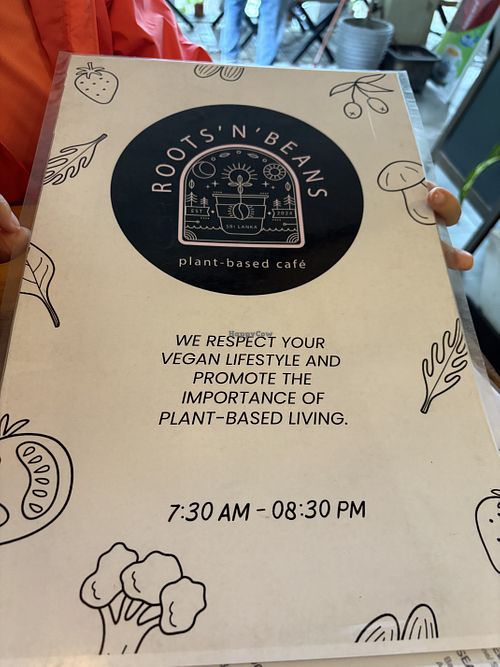 ROOTS'N'BEANS
EST 2024
SRI LANKA
plant-based café
HappyCow
WE RESPECT YOUR
VEGAN LIFESTYLE AND
PROMOTE THE
IMPORTANCE OF
PLANT-BASED LIVING.
7:30 AM - 08:30 PM